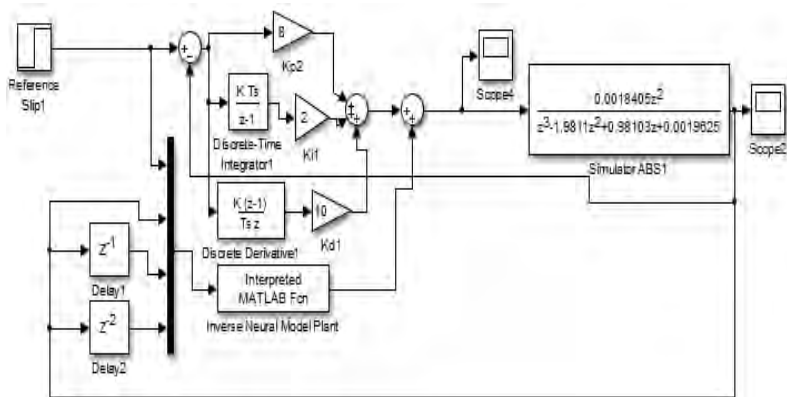 Reference
Slip1
+
-
8
Kp2
K Ts
z-1
Discrete-Time
Integrator1
2
Ki1
K (z-1)
Ts z
Discrete Derivative1
10
Kd1
+
+
+
+
+
Scope4
0.0018405z²
z³-1.9811z²+0.98103z+0.0019625
Simulator ABS1
Scope2
z⁻¹
Delay1
z⁻²
Delay2
Interpreted
MATLAB Fcn
Inverse Neural Model Plant